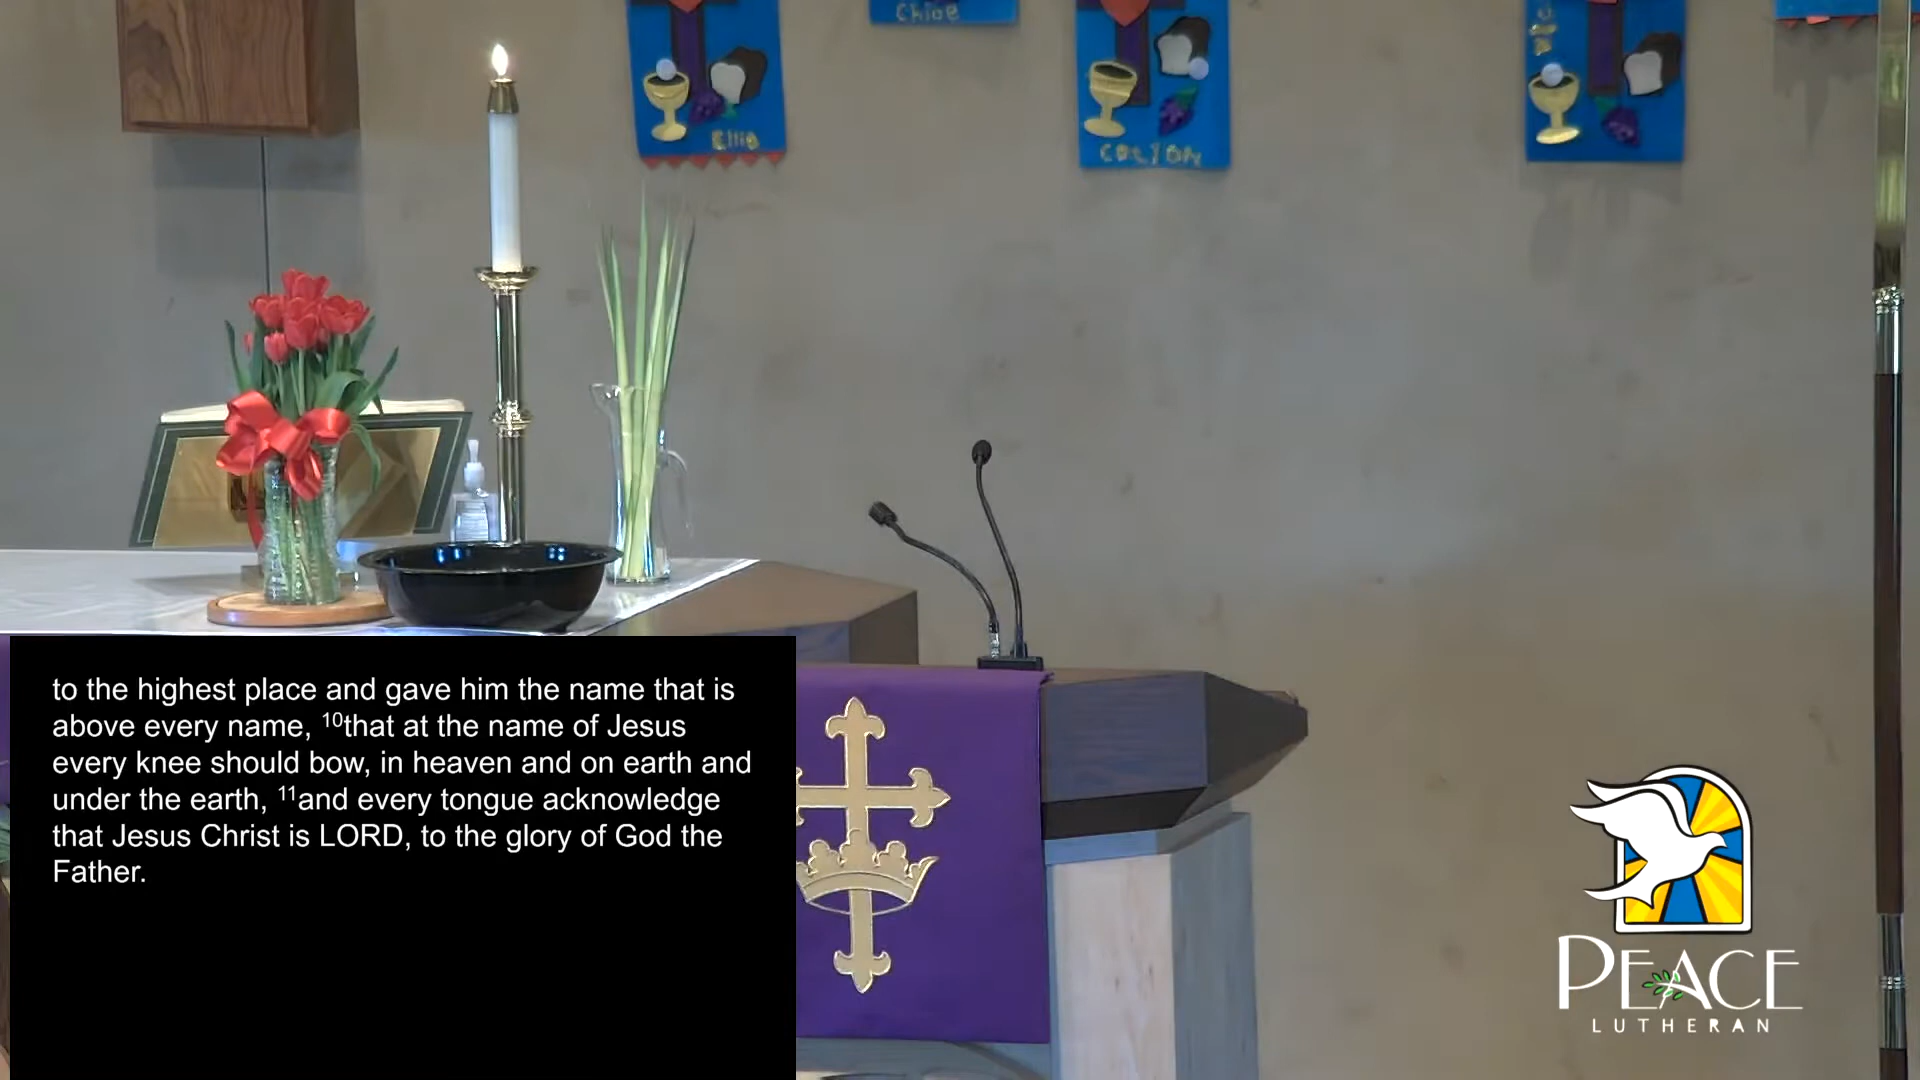 Chloe
Ellie
COLTON
to the highest place and gave him the name that is
above every name, ¹⁰that at the name of Jesus
every knee should bow, in heaven and on earth and
under the earth, ¹¹and every tongue acknowledge
that Jesus Christ is LORD, to the glory of God the
Father.
PEACE
LUTHERAN